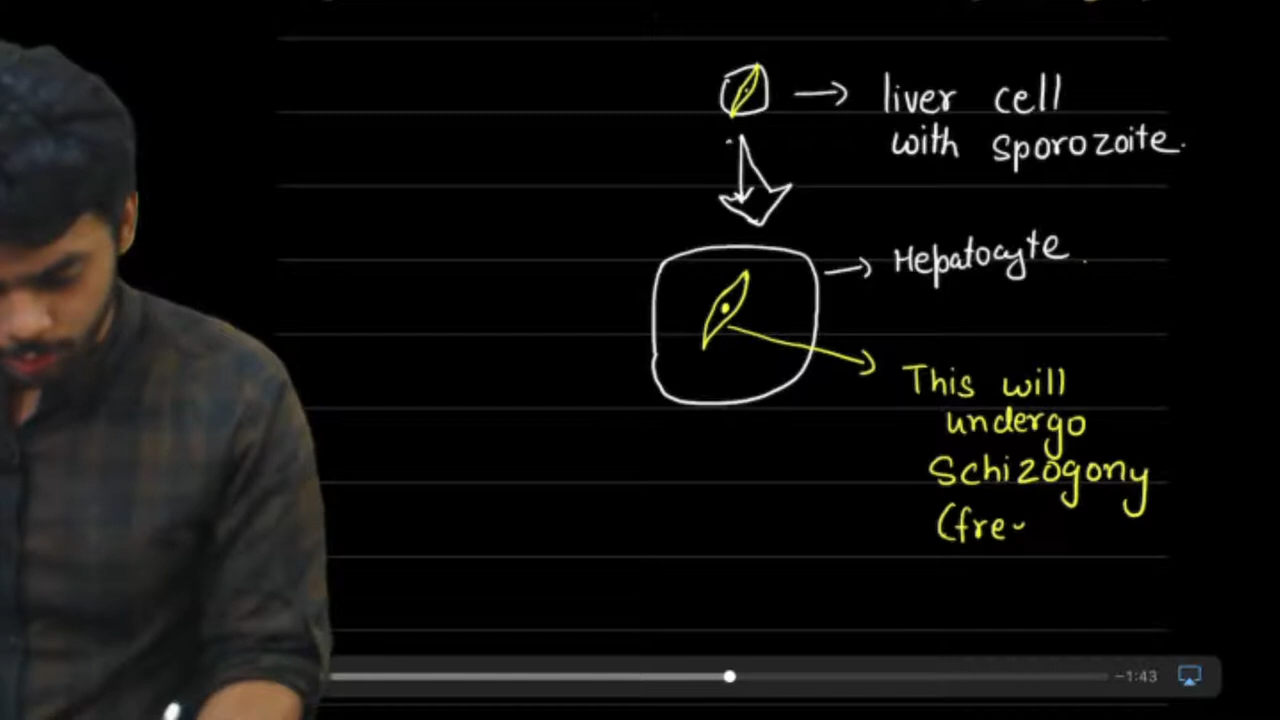 liver cell
with sporozoite.
Hepatocyte.
This will
undergo
Schizogony
(fre
-1:43